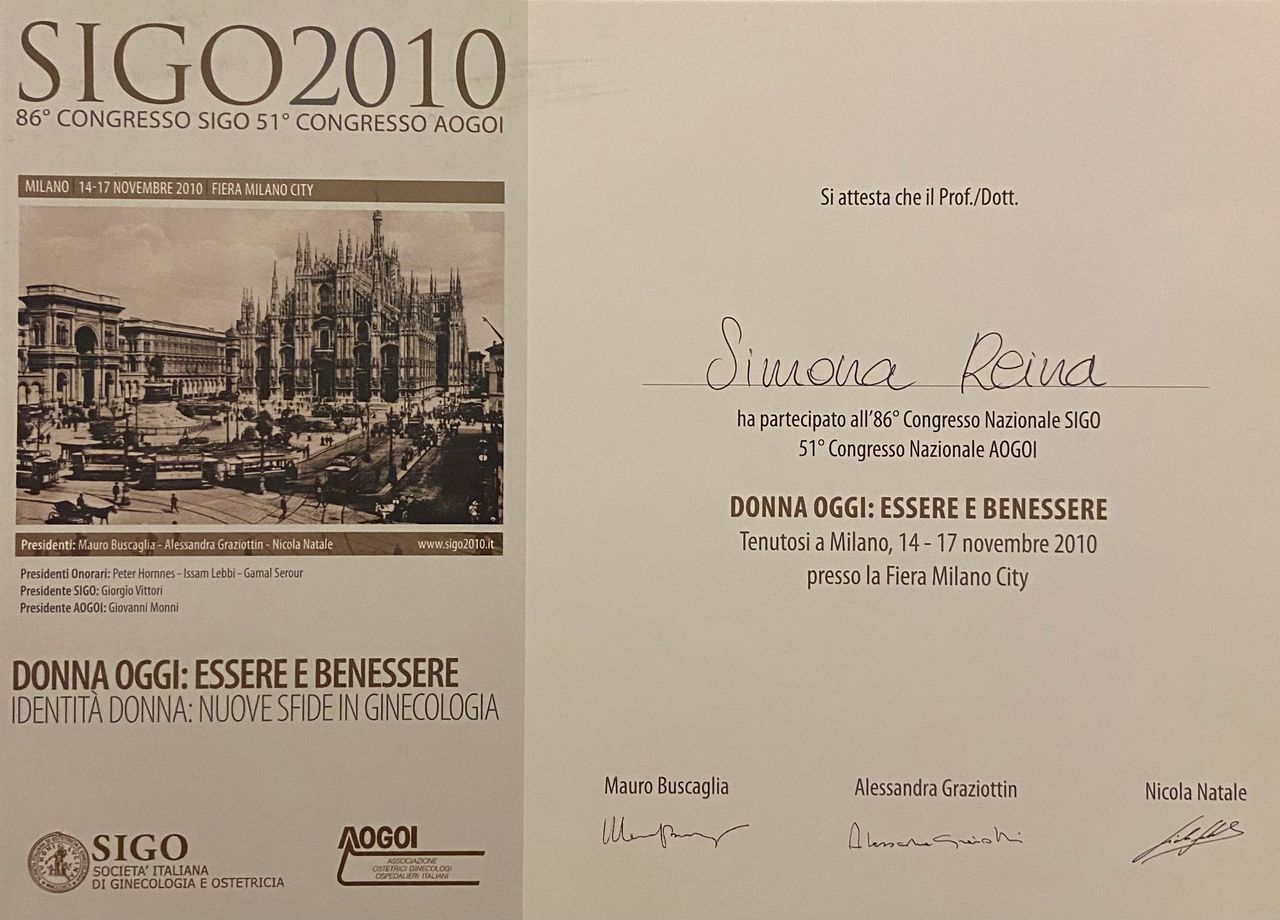 SIGO2010
86° CONGRESSO SIGO 51° CONGRESSO AOGOI
MILANO | 14-17 NOVEMBRE 2010 | FIERA MILANO CITY
Presidenti: Mauro Buscaglia - Alessandra Graziottin - Nicola Natale www.sigo2010.it
Presidenti Onorari: Peter Hornnes - Issam Lebbi - Gamal Serour
Presidente SIGO: Giorgio Vittori
Presidente AOGOI: Giovanni Monni
DONNA OGGI: ESSERE E BENESSERE
IDENTITÀ DONNA: NUOVE SFIDE IN GINECOLOGIA
SIGO
SOCIETA' ITALIANA
DI GINECOLOGIA E OSTETRICIA
AOGOI
ASSOCIAZIONE
OSTETRICI GINECOLOGI
OSPEDALIERI ITALIANI
Si attesta che il Prof./Dott.
Simona Reina
ha partecipato all'86° Congresso Nazionale SIGO
51° Congresso Nazionale AOGOI
DONNA OGGI: ESSERE E BENESSERE
Tenutosi a Milano, 14 - 17 novembre 2010
presso la Fiera Milano City
Mauro Buscaglia Alessandra Graziottin Nicola Natale